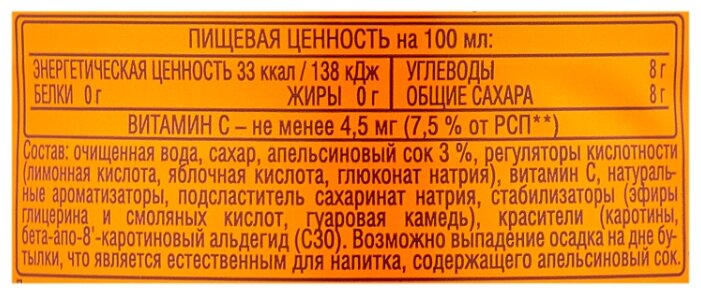 ПИЩЕВАЯ ЦЕННОСТЬ на 100 мл:
ЭНЕРГЕТИЧЕСКАЯ ЦЕННОСТЬ 33 ккал / 138 кДж УГЛЕВОДЫ 8 г
БЕЛКИ 0 г ЖИРЫ 0 г ОБЩИЕ САХАРА 8 г
ВИТАМИН С – не менее 4,5 мг (7,5 % от РСП**)
Состав: очищенная вода, сахар, апельсиновый сок 3 %, регуляторы кислотности
(лимонная кислота, яблочная кислота, глюконат натрия), витамин С, натураль-
ные ароматизаторы, подсластитель сахаринат натрия, стабилизаторы (эфиры
глицерина и смоляных кислот, гуаровая камедь), красители (каротины,
бета-апо-8'-каротиновый альдегид (С30). Возможно выпадение осадка на дне бу-
тылки, что является естественным для напитка, содержащего апельсиновый сок.